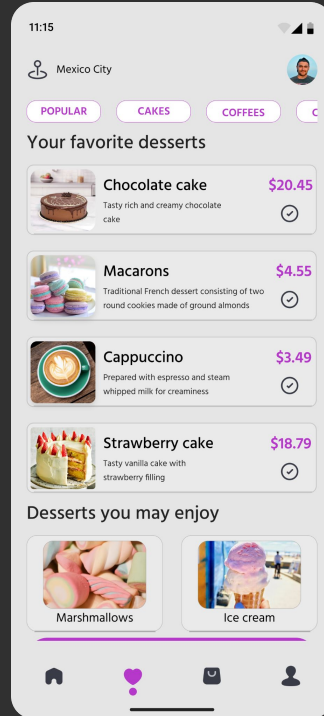 11:15
Mexico City
POPULAR
CAKES
COFFEES
Your favorite desserts
Chocolate cake
$20.45
Tasty rich and creamy chocolate
cake
Macarons
$4.55
Traditional French dessert consisting of two
round cookies made of ground almonds
Cappuccino
$3.49
Prepared with espresso and steam
whipped milk for creaminess
Strawberry cake
$18.79
Tasty vanilla cake with
strawberry filling
Desserts you may enjoy
Marshmallows
Ice cream